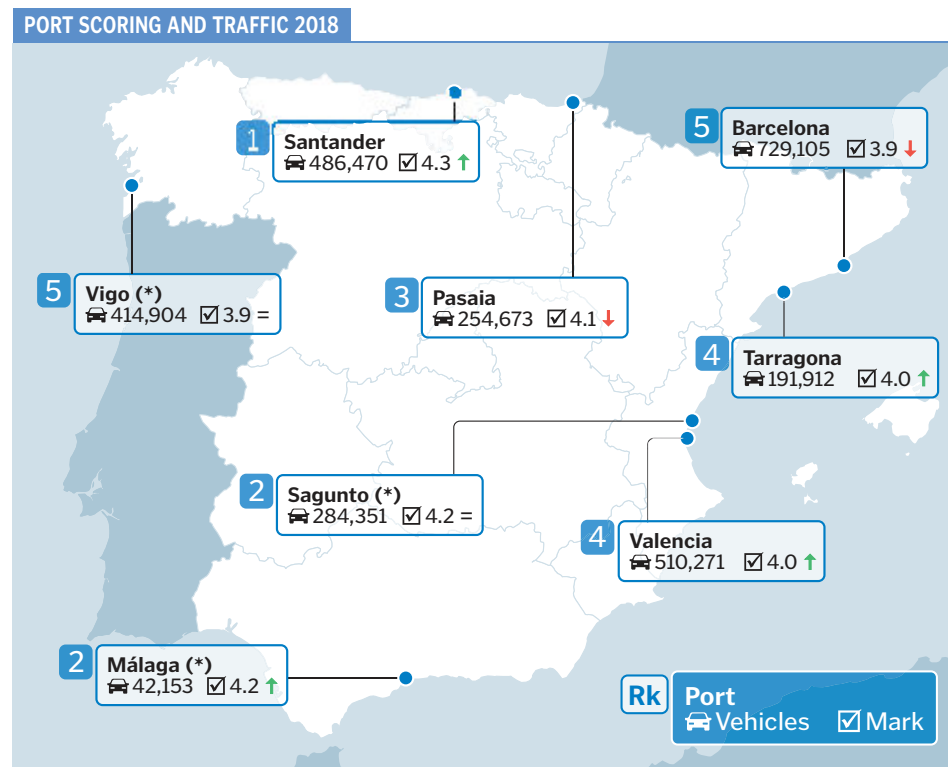 PORT SCORING AND TRAFFIC 2018
1
Santander
486,470 4.3 ↑
5
Barcelona
729,105 3.9 ↓
5
Vigo (*)
414,904 3.9 =
3
Pasaia
254,673 4.1 ↓
4
Tarragona
191,912 4.0 ↑
2
Sagunto (*)
284,351 4.2 =
4
Valencia
510,271 4.0 ↑
2
Málaga (*)
42,153 4.2 ↑
Rk
Port
Vehicles Mark